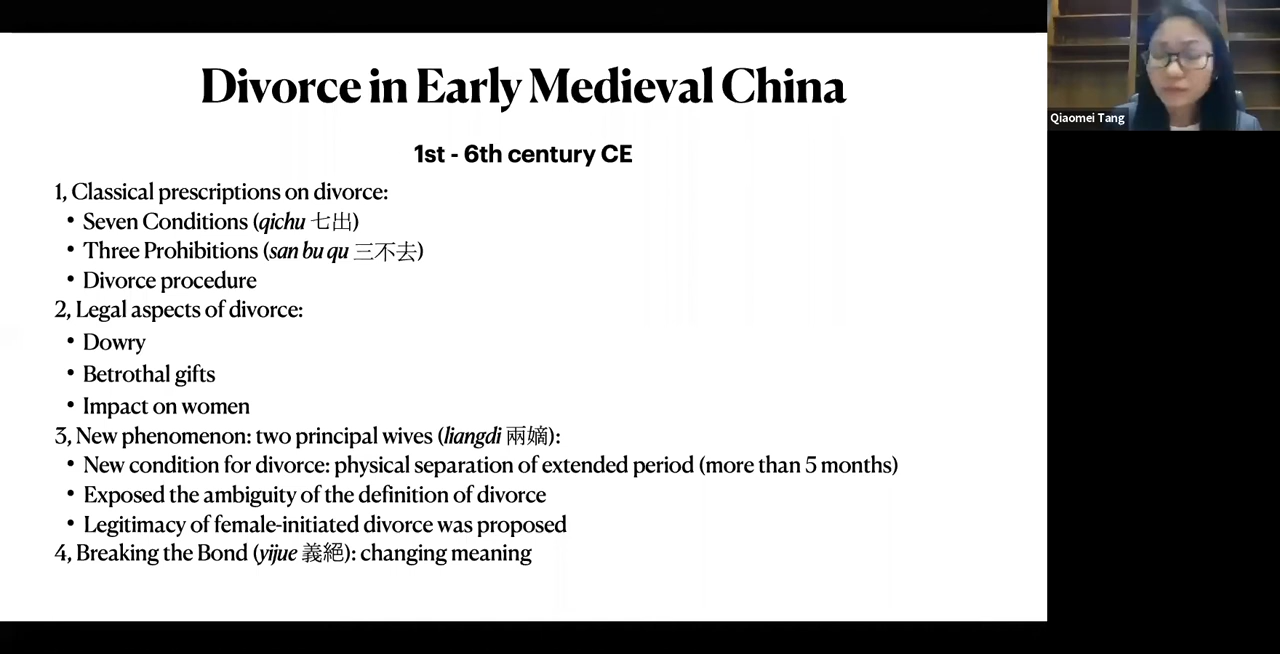 Divorce in Early Medieval China
1st - 6th century CE
1, Classical prescriptions on divorce:
• Seven Conditions (qichu 七出)
• Three Prohibitions (san bu qu 三不去)
• Divorce procedure
2, Legal aspects of divorce:
• Dowry
• Betrothal gifts
• Impact on women
3, New phenomenon: two principal wives (liangdi 兩嫡):
• New condition for divorce: physical separation of extended period (more than 5 months)
• Exposed the ambiguity of the definition of divorce
• Legitimacy of female-initiated divorce was proposed
4, Breaking the Bond (yijue 義絕): changing meaning
Qiaomei Tang